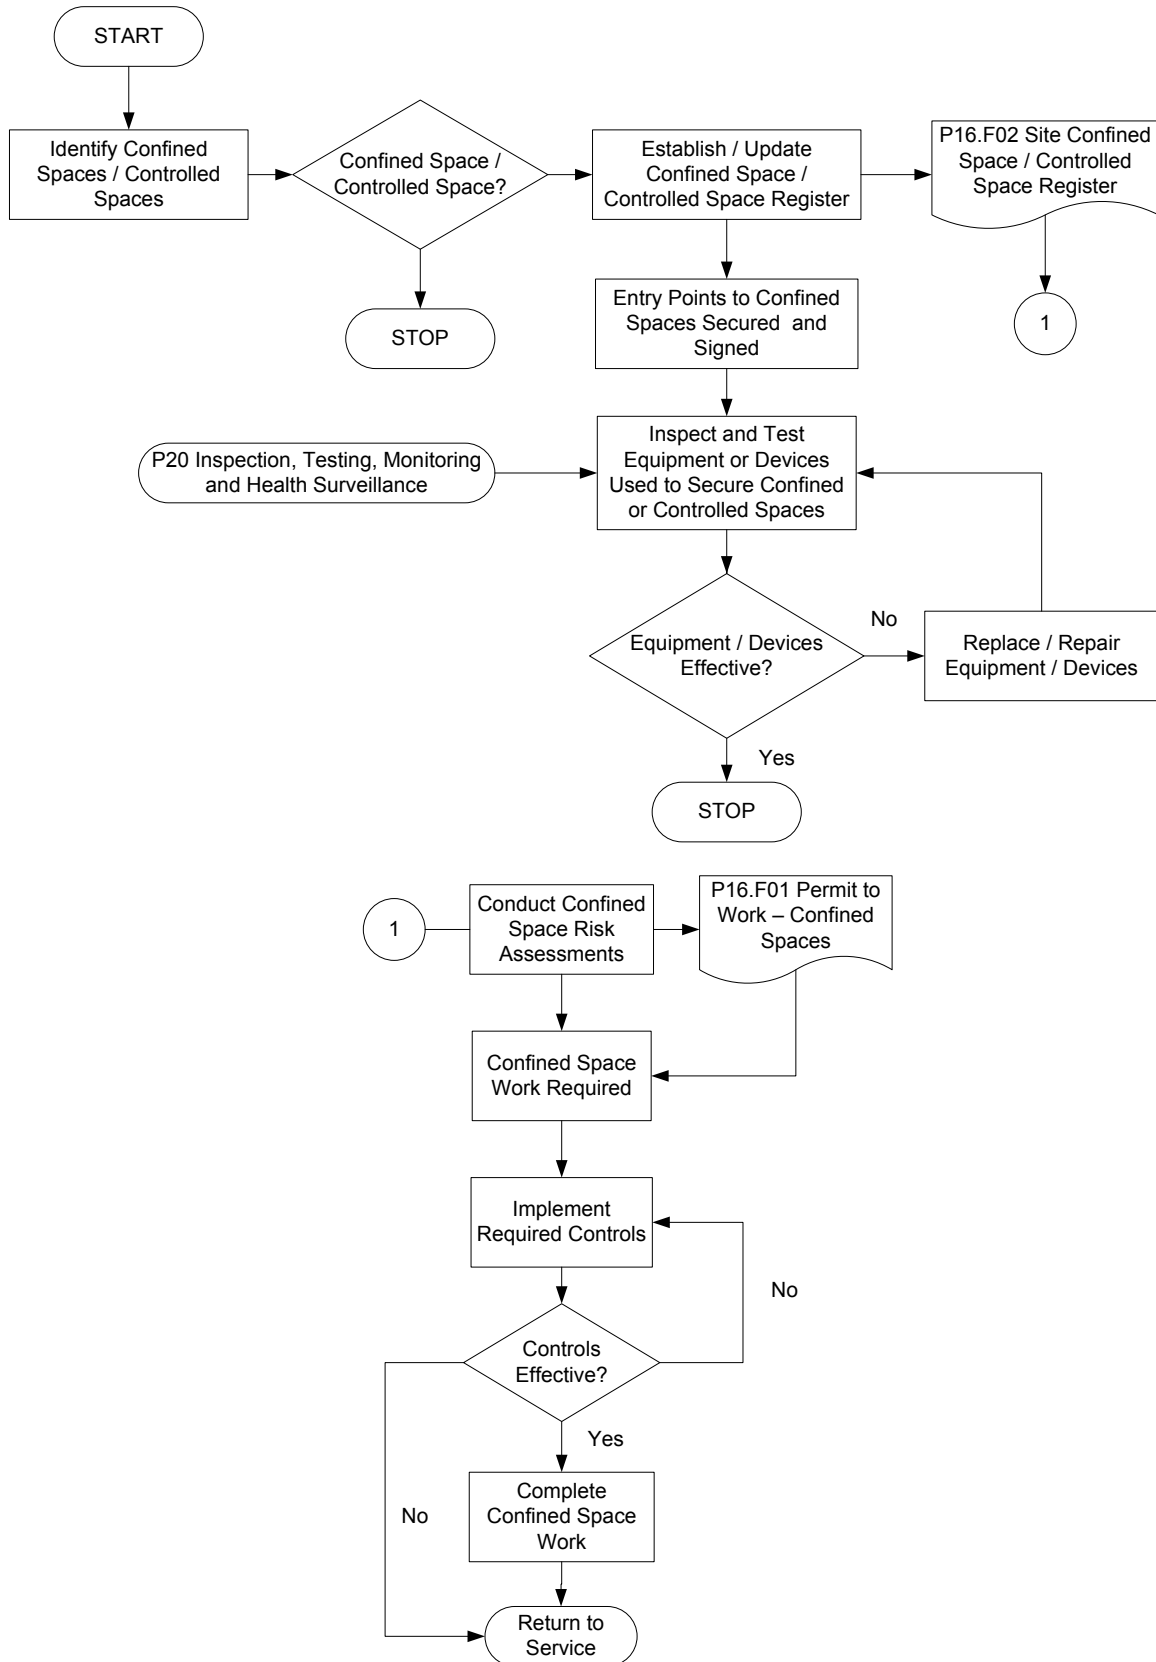 START
Identify Confined
Spaces / Controlled
Spaces
Confined Space /
Controlled Space?
Establish / Update
Confined Space /
Controlled Space Register
P16.F02 Site Confined
Space / Controlled
Space Register
STOP
Entry Points to Confined
Spaces Secured and
Signed
1
P20 Inspection, Testing, Monitoring
and Health Surveillance
Inspect and Test
Equipment or Devices
Used to Secure Confined
or Controlled Spaces
Equipment / Devices
Effective?
No
Replace / Repair
Equipment / Devices
Yes
STOP
1
Conduct Confined
Space Risk
Assessments
P16.F01 Permit to
Work – Confined
Spaces
Confined Space
Work Required
Implement
Required Controls
No
Controls
Effective?
Yes
No
Complete
Confined Space
Work
Return to
Service